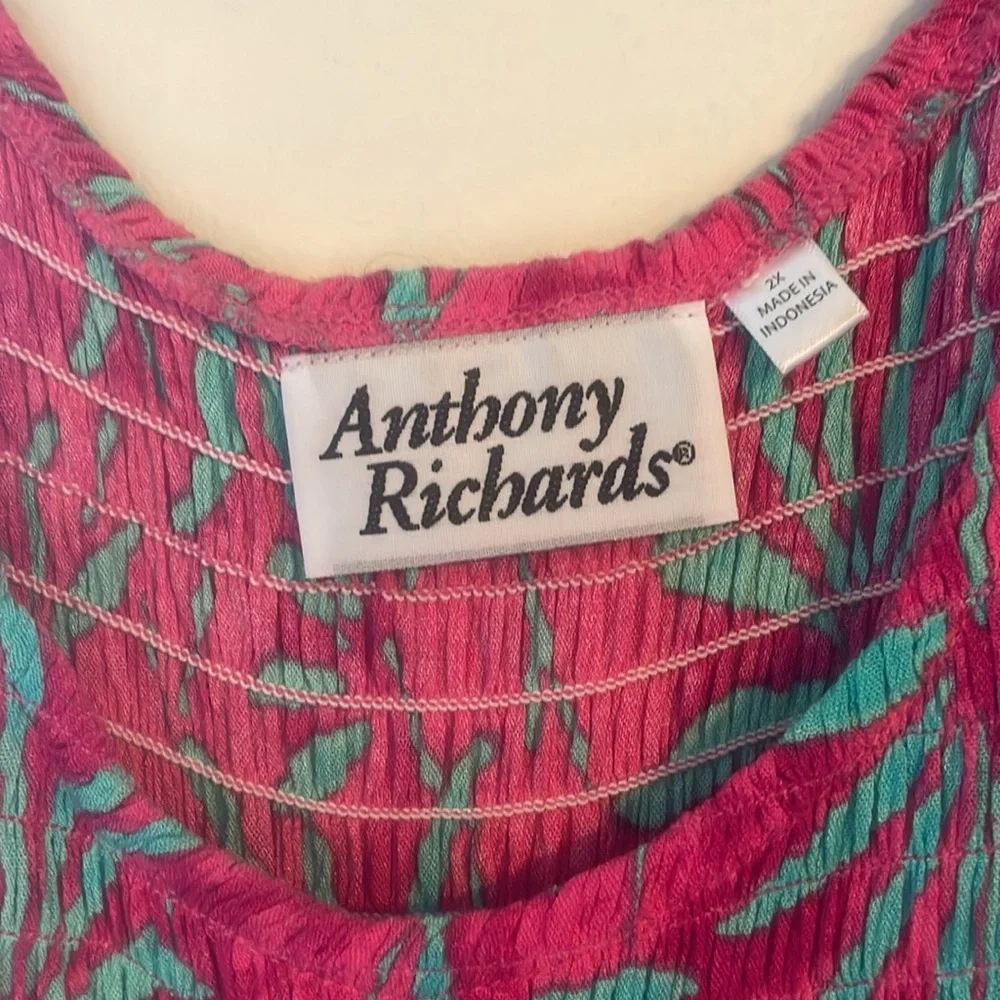 Anthony
Richards®
2X
MADE IN
INDONESIA